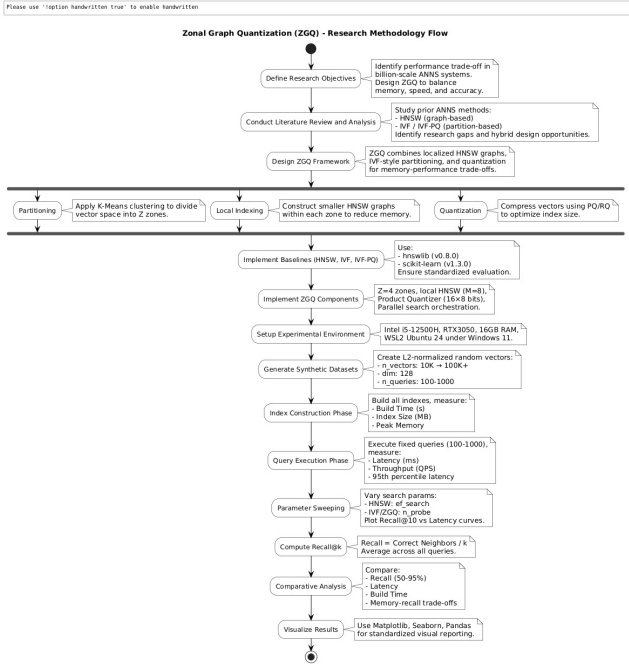 Please use '!option handwritten true' to enable handwritten
Zonal Graph Quantization (ZGQ) - Research Methodology Flow
Define Research Objectives
Identify performance trade-off in
billion-scale ANNS systems.
Design ZGQ to balance
memory, speed, and accuracy.
Conduct Literature Review and Analysis
Study prior ANNS methods:
- HNSW (graph-based)
- IVF / IVF-PQ (partition-based)
Identify research gaps and hybrid design opportunities.
Design ZGQ Framework
ZGQ combines localized HNSW graphs,
IVF-style partitioning, and quantization
for memory-performance trade-offs.
Partitioning
Apply K-Means clustering to divide
vector space into Z zones.
Local Indexing
Construct smaller HNSW graphs
within each zone to reduce memory.
Quantization
Compress vectors using PQ/RQ
to optimize index size.
Implement Baselines (HNSW, IVF, IVF-PQ)
Use:
- hnswlib (v0.8.0)
- scikit-learn (v1.3.0)
Ensure standardized evaluation.
Implement ZGQ Components
Z=4 zones, local HNSW (M=8),
Product Quantizer (16×8 bits),
Parallel search orchestration.
Setup Experimental Environment
Intel i5-12500H, RTX3050, 16GB RAM,
WSL2 Ubuntu 24 under Windows 11.
Generate Synthetic Datasets
Create L2-normalized random vectors:
- n_vectors: 10K → 100K+
- dim: 128
- n_queries: 100-1000
Index Construction Phase
Build all indexes, measure:
- Build Time (s)
- Index Size (MB)
- Peak Memory
Query Execution Phase
Execute fixed queries (100-1000),
measure:
- Latency (ms)
- Throughput (QPS)
- 95th percentile latency
Parameter Sweeping
Vary search params:
- HNSW: ef_search
- IVF/ZGQ: n_probe
Plot Recall@10 vs Latency curves.
Compute Recall@k
Recall = Correct Neighbors / k
Average across all queries.
Comparative Analysis
Compare:
- Recall (50-95%)
- Latency
- Build Time
- Memory-recall trade-offs
Visualize Results
Use Matplotlib, Seaborn, Pandas
for standardized visual reporting.